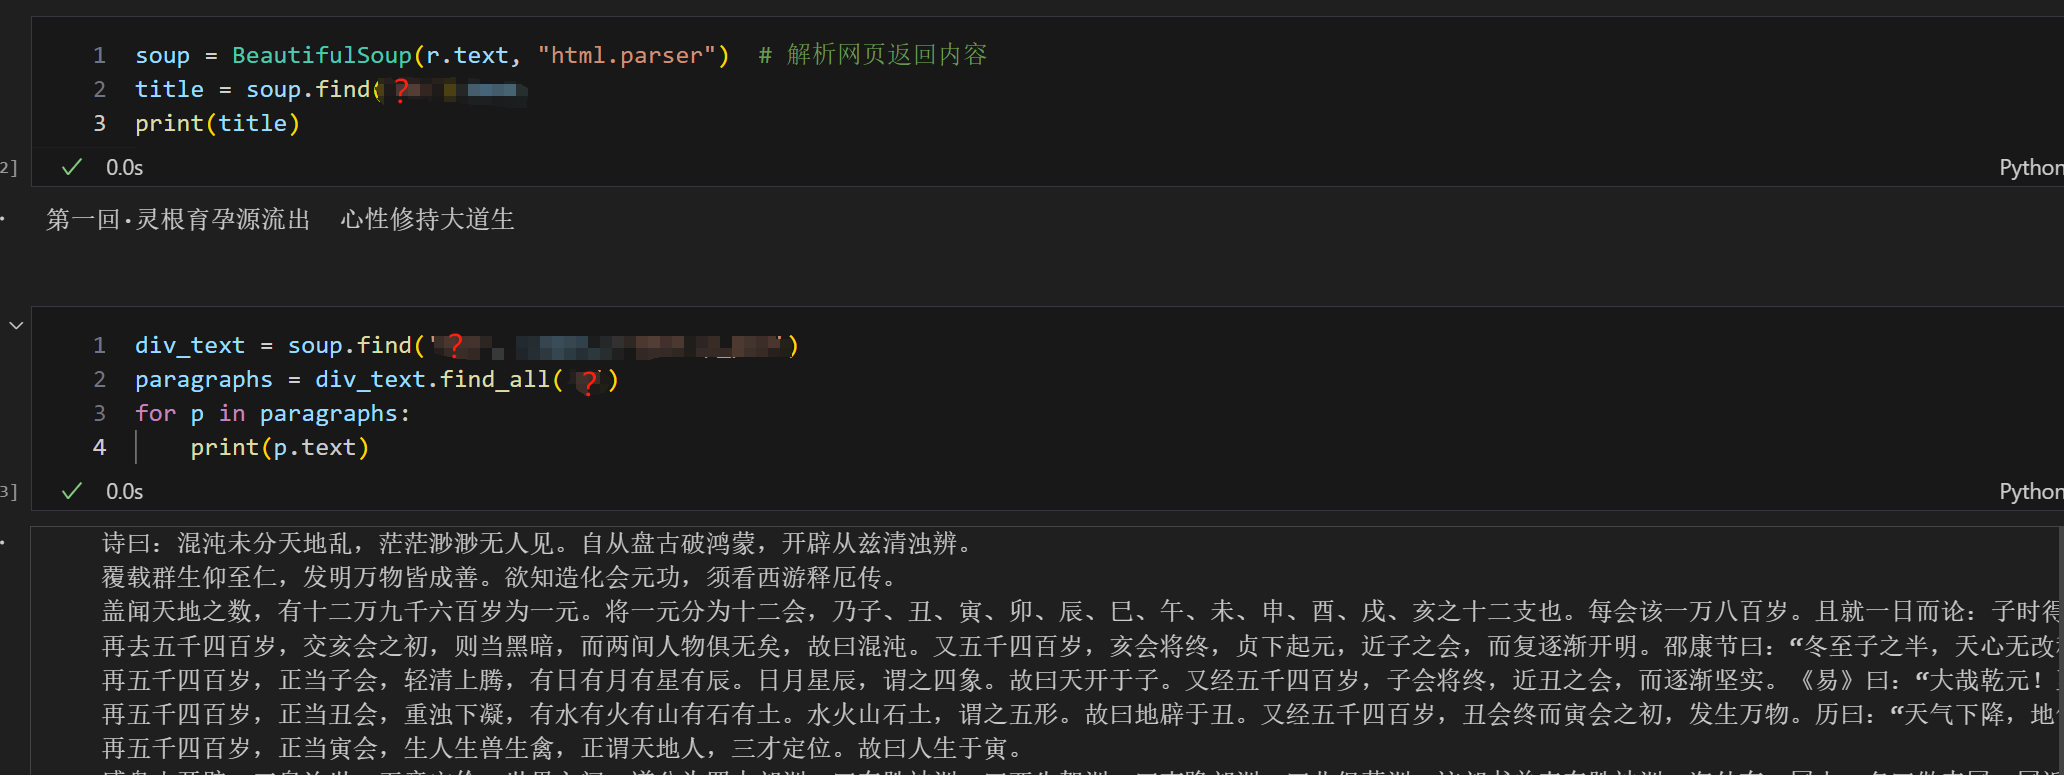 1 soup = BeautifulSoup(r.text, "html.parser")  # 解析网页返回内容
2 title = soup.find(?
3 print(title)
2] 0.0s Python
第一回·灵根育孕源流出  心性修持大道生
1 div_text = soup.find('?')
2 paragraphs = div_text.find_all(?')
3 for p in paragraphs:
4     print(p.text)
3] 0.0s Python
诗曰：混沌未分天地乱，茫茫渺渺无人见。自从盘古破鸿蒙，开辟从兹清浊辨。
覆载群生仰至仁，发明万物皆成善。欲知造化会元功，须看西游释厄传。
盖闻天地之数，有十二万九千六百岁为一元。将一元分为十二会，乃子、丑、寅、卯、辰、巳、午、未、申、酉、戌、亥之十二支也。每会该一万八百岁。且就一日而论：子时得
再去五千四百岁，交亥会之初，则当黑暗，而两间人物俱无矣，故曰混沌。又五千四百岁，亥会将终，贞下起元，近子之会，而复逐渐开明。邵康节曰：“冬至子之半，天心无改
再五千四百岁，正当子会，轻清上腾，有日有月有星有辰。日月星辰，谓之四象。故曰天开于子。又经五千四百岁，子会将终，近丑之会，而逐渐坚实。《易》曰：“大哉乾元！
再五千四百岁，正当丑会，重浊下凝，有水有火有山有石有土。水火山石土，谓之五形。故曰地辟于丑。又经五千四百岁，丑会终而寅会之初，发生万物。历曰：“天气下降，地
再五千四百岁，正当寅会，生人生兽生禽，正谓天地人，三才定位。故曰人生于寅。